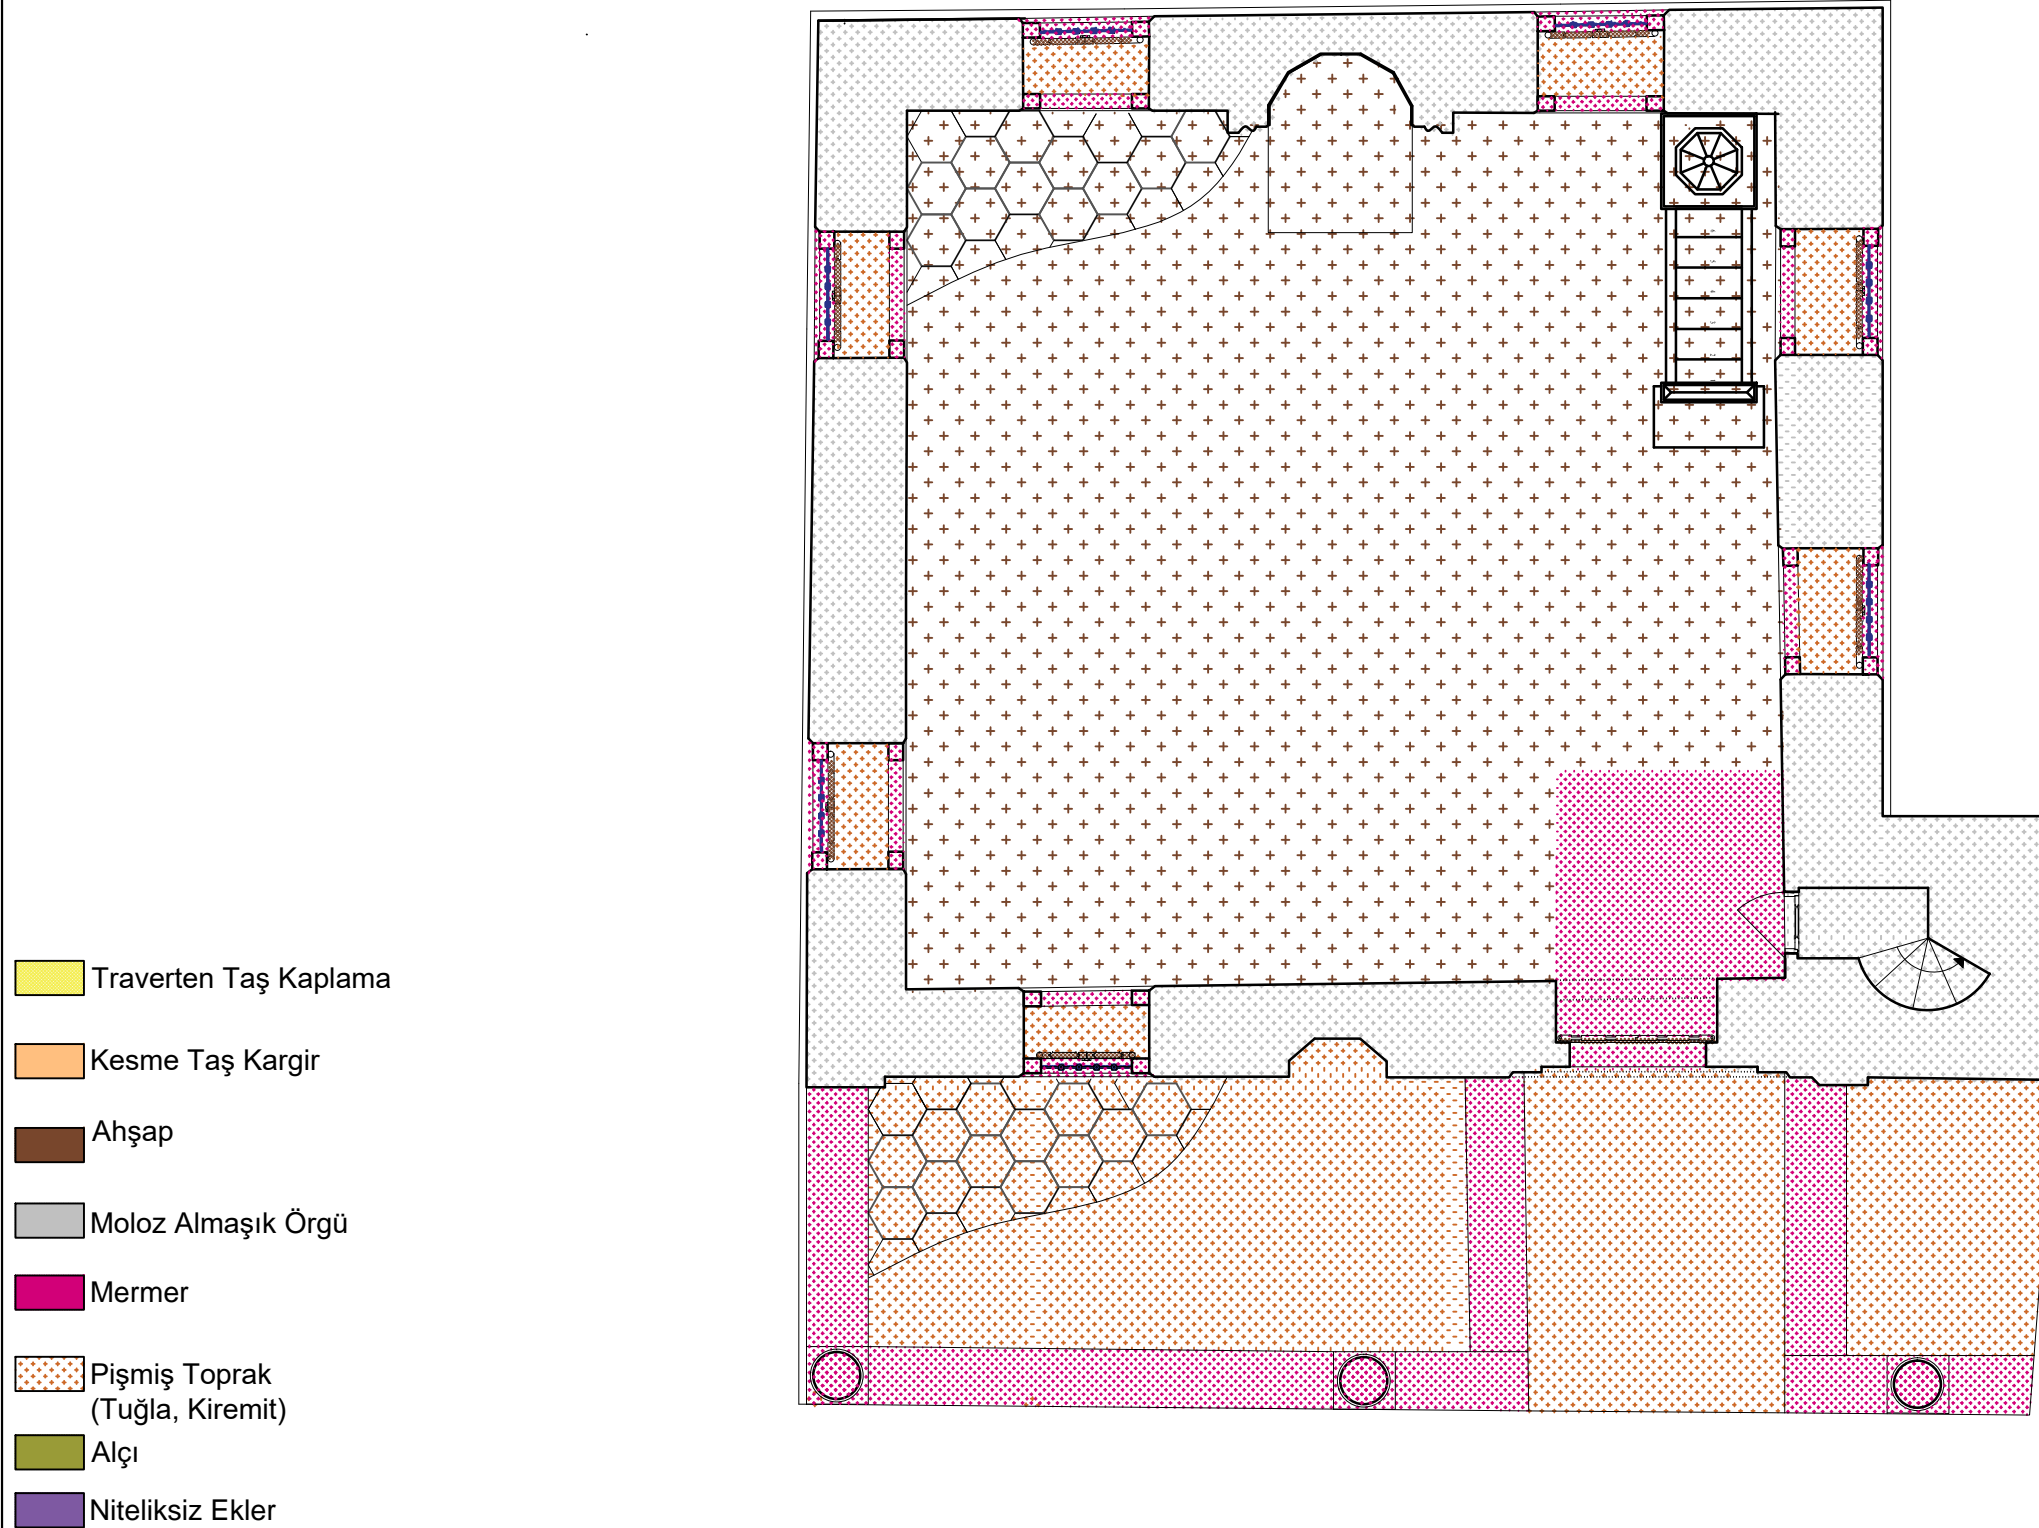 Traverten Taş Kaplama
Kesme Taş Kargir
Ahşap
Moloz Almaşık Örgü
Mermer
Pişmiş Toprak
(Tuğla, Kiremit)
Alçı
Niteliksiz Ekler